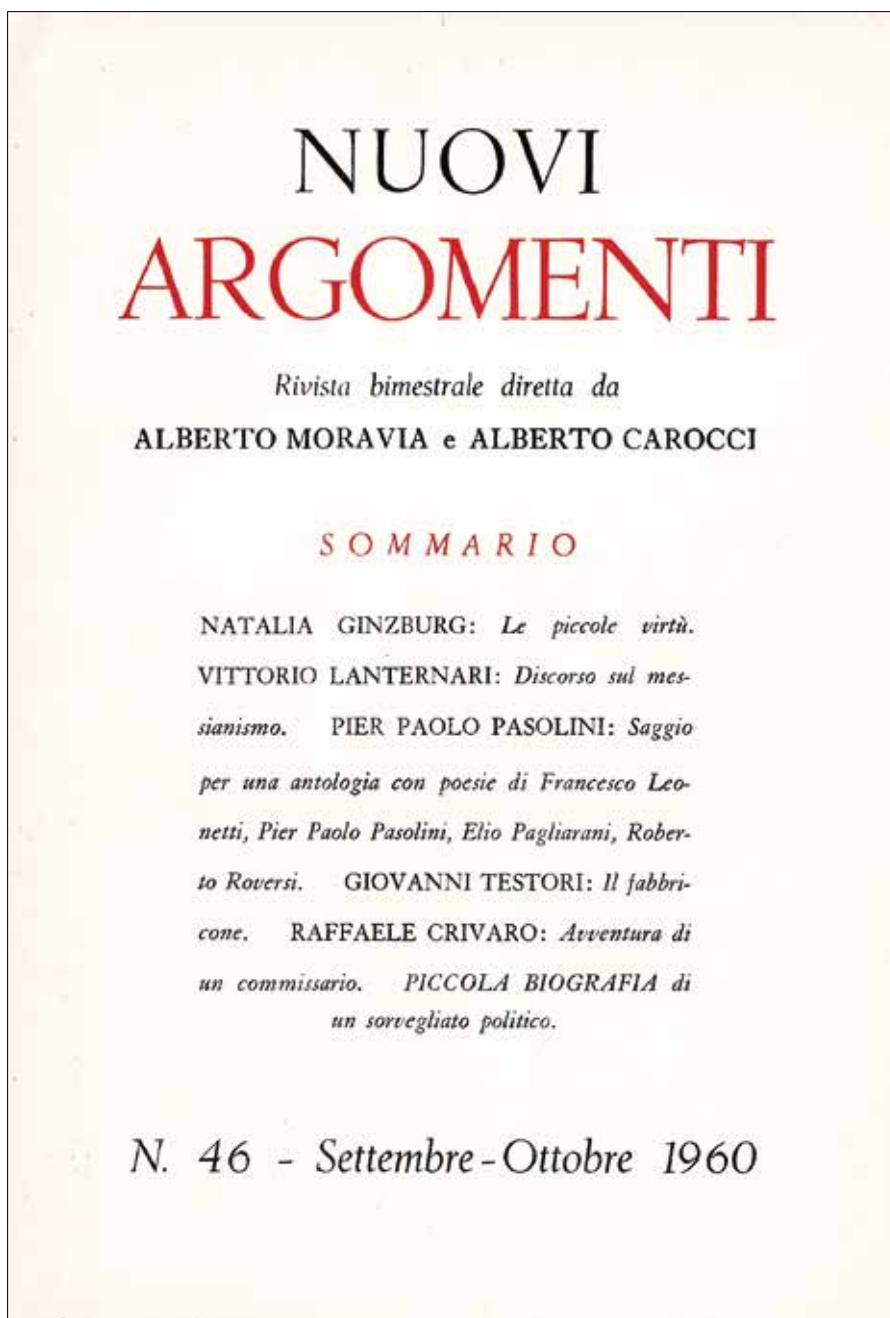 NUOVI
ARGOMENTI
Rivista bimestrale diretta da
ALBERTO MORAVIA e ALBERTO CAROCCI
SOMMARIO
NATALIA GINZBURG: Le piccole virtù.
VITTORIO LANTERNARI: Discorso sul mes-
sianismo. PIER PAOLO PASOLINI: Saggio
per una antologia con poesie di Francesco Leo-
netti, Pier Paolo Pasolini, Elio Pagliarani, Rober-
to Roversi. GIOVANNI TESTORI: Il fabbri-
cone. RAFFAELE CRIVARO: Avventura di
un commissario. PICCOLA BIOGRAFIA di
un sorvegliato politico.
N. 46 - Settembre-Ottobre 1960